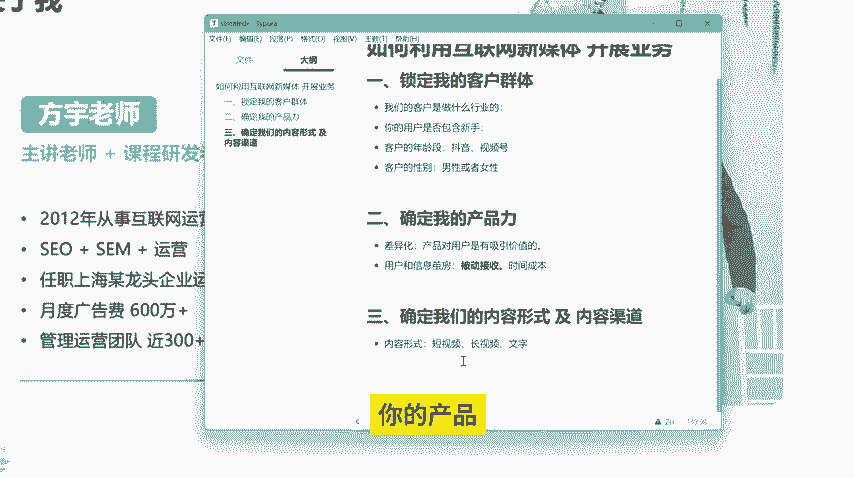 untitled• - Typora
文件(F) 编辑(E) 段落(P) 格式(O) 视图(V) 主题(T) 帮助(H)
文件 大纲
如何利用互联网新媒体 开展业务
一、锁定我的客户群体
二、确定我的产品力
三、确定我们的内容形式 及
内容渠道
如何利用互联网新媒体 开展业务
一、锁定我的客户群体
• 我们的客户是做什么行业的：
• 你的用户是否包含新手：
• 客户的年龄段：抖音、视频号
• 客户的性别：男性或者女性
二、确定我的产品力
• 差异化：产品对用户是有吸引价值的。
• 用户和信息茧房：被动接收。时间成本
三、确定我们的内容形式 及 内容渠道
• 内容形式：短视频、长视频、文字
方宇老师
主讲老师 + 课程研发
• 2012年从事互联网运营
• SEO + SEM + 运营
• 任职上海某龙头企业运
• 月度广告费 600万+
• 管理运营团队 近300+
你的产品